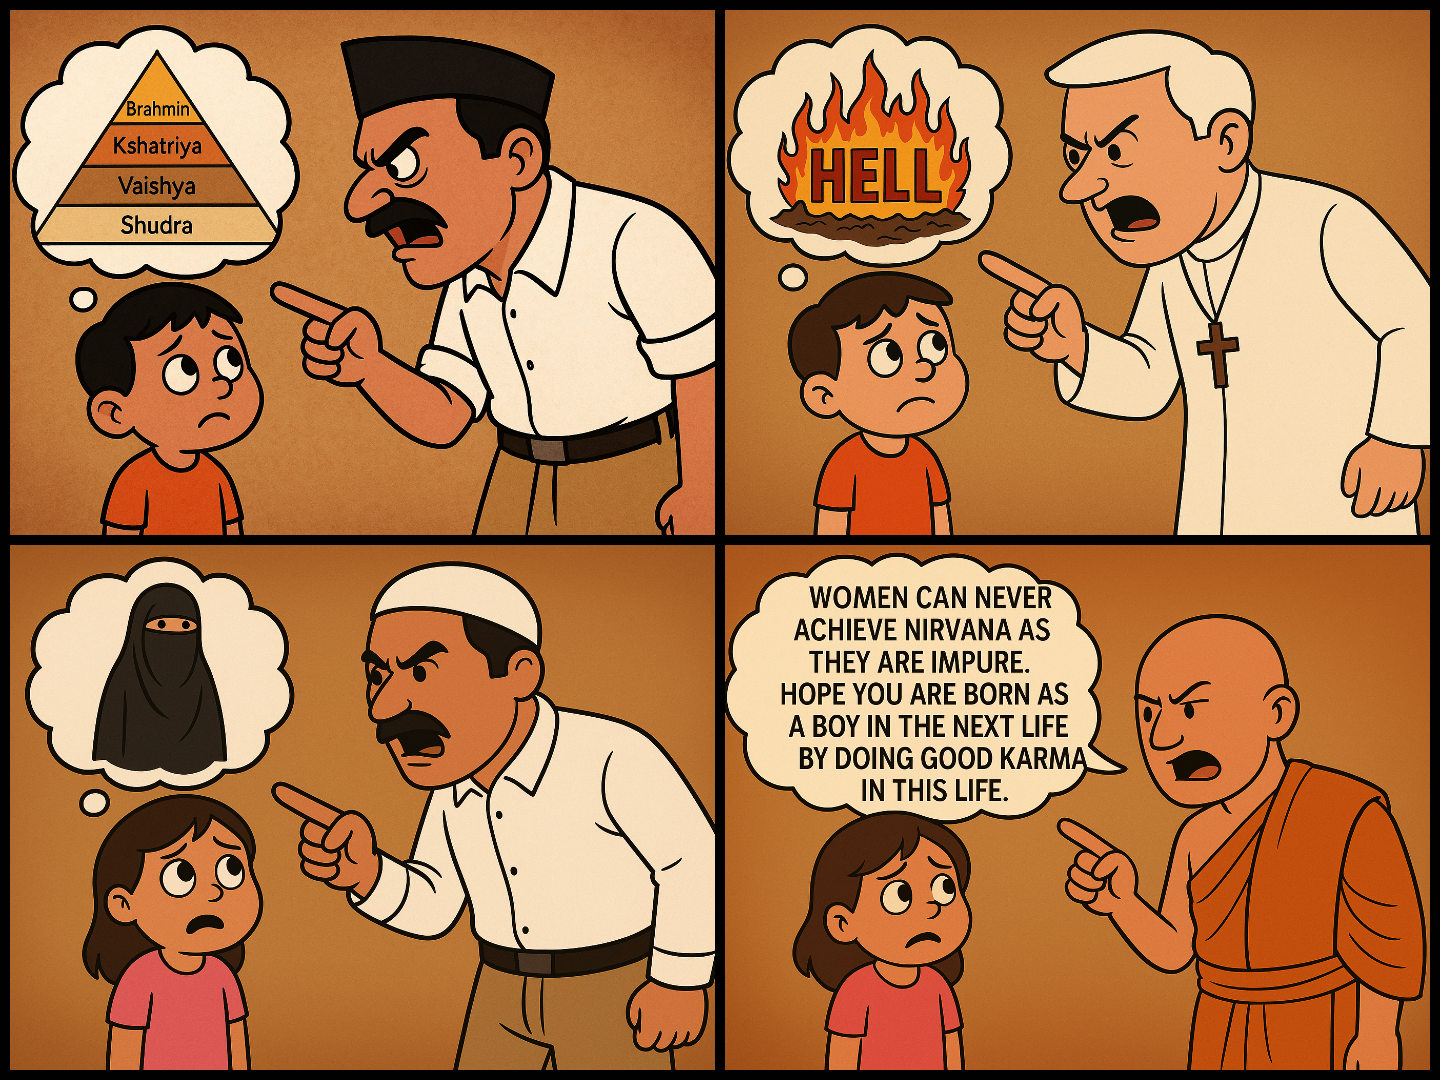 Brahmin
Kshatriya
Vaishya
Shudra
HELL
WOMEN CAN NEVER
ACHIEVE NIRVANA AS
THEY ARE IMPURE.
HOPE YOU ARE BORN AS
A BOY IN THE NEXT LIFE
BY DOING GOOD KARMA
IN THIS LIFE.